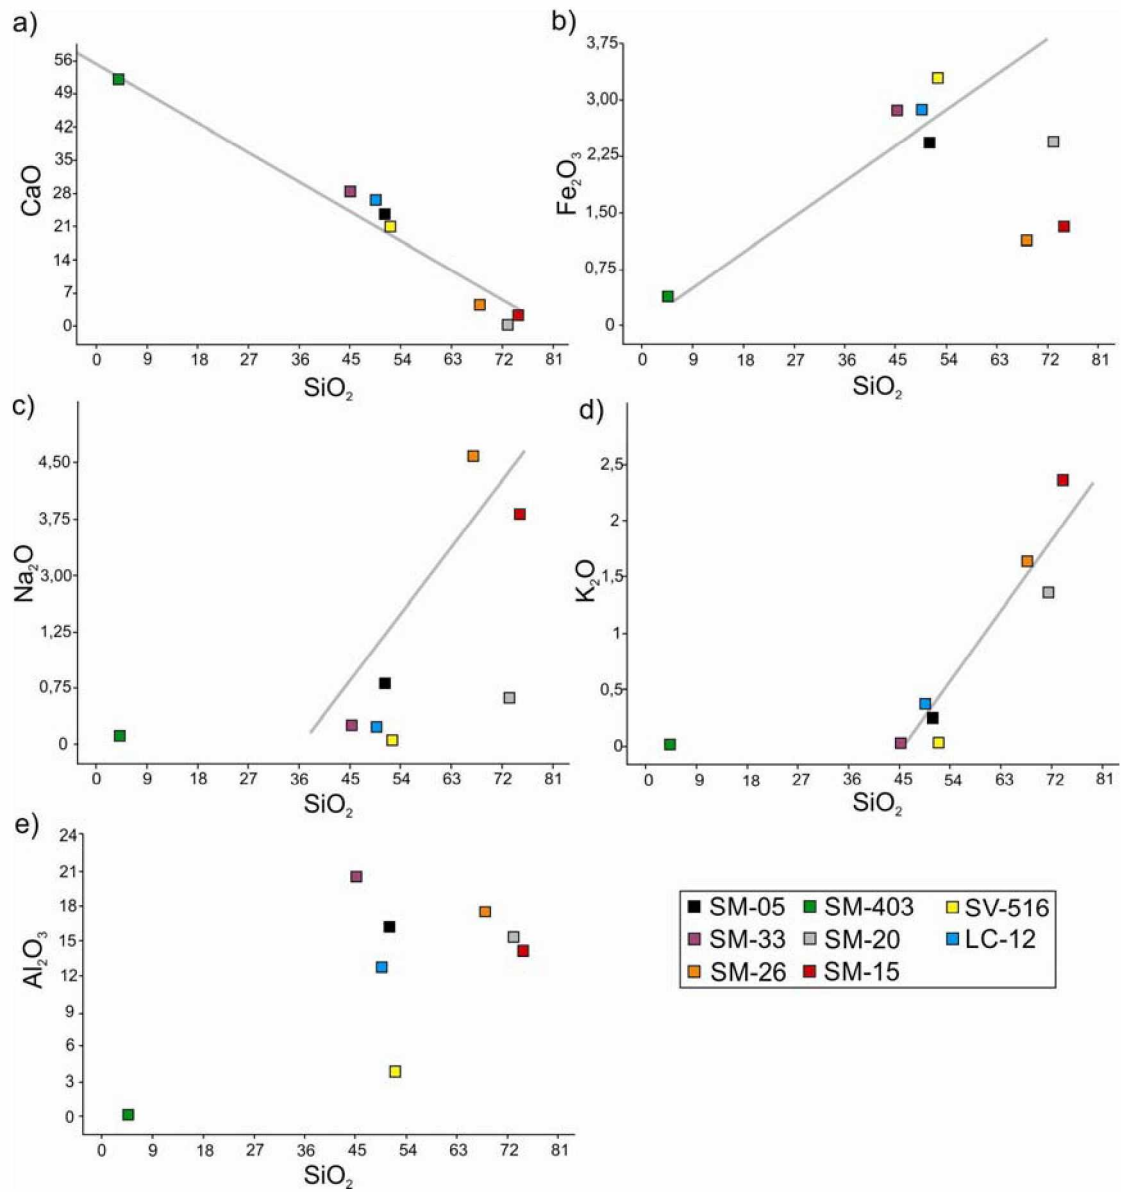 a)
CaO
56
49
42
35
28
21
14
7
0
0 9 18 27 36 45 54 63 72 81
SiO₂
b)
Fe₂O₃
3,75
3,00
2,25
1,50
0,75
0
0 9 18 27 36 45 54 63 72 81
SiO₂
c)
Na₂O
4,50
3,75
3,00
1,25
0,75
0
0 9 18 27 36 45 54 63 72 81
SiO₂
d)
K₂O
2,5
2
1,5
1
0,5
0
0 9 18 27 36 45 54 63 72 81
SiO₂
e)
Al₂O₃
24
21
18
15
12
9
6
3
0
0 9 18 27 36 45 54 63 72 81
SiO₂
SM-05 SM-403 SV-516
SM-33 SM-20 LC-12
SM-26 SM-15